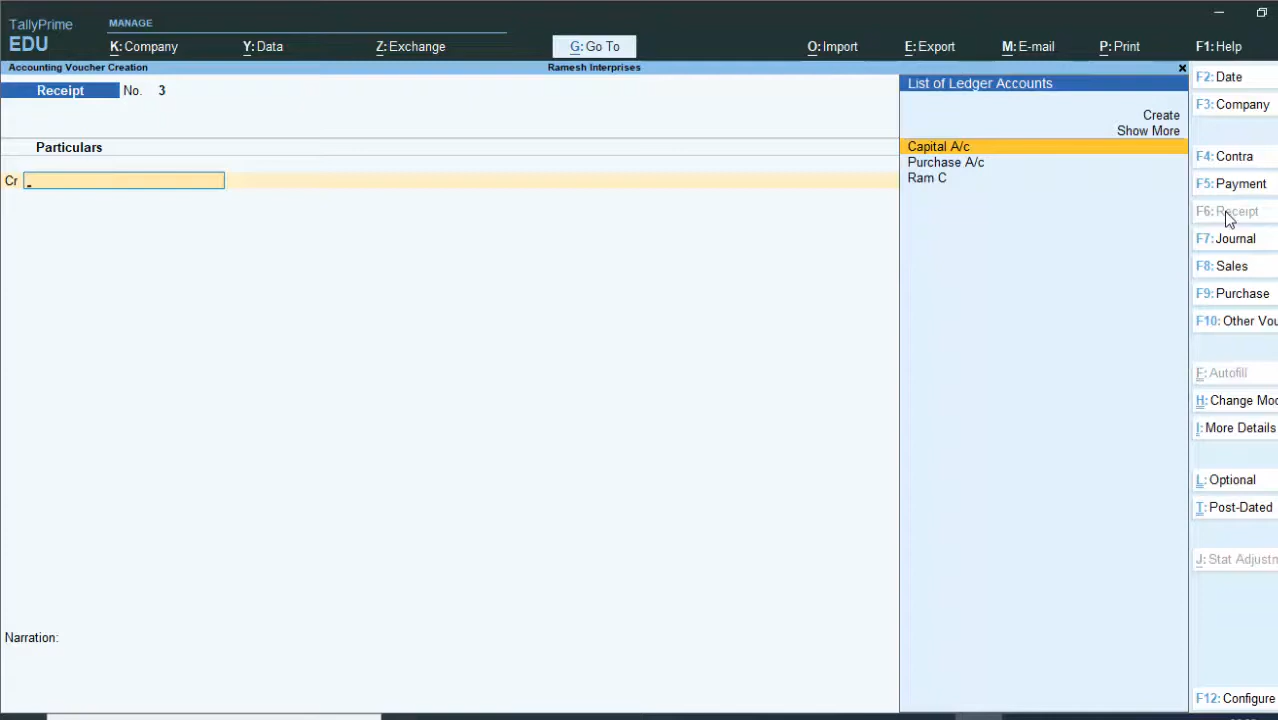 TallyPrime
EDU
MANAGE
K: Company
Y: Data
Z: Exchange
G: Go To
O: Import
E: Export
M: E-mail
P: Print
F1: Help
Accounting Voucher Creation
Ramesh Interprises
Receipt No. 3
Particulars
Cr
Narration:
List of Ledger Accounts
Create
Show More
Capital A/c
Purchase A/c
Ram C
F2: Date
F3: Company
F4: Contra
F5: Payment
F6: Receipt
F7: Journal
F8: Sales
F9: Purchase
F10: Other Vou
F: Autofill
H: Change Mod
I: More Details
L: Optional
T: Post-Dated
J: Stat Adjustm
F12: Configure